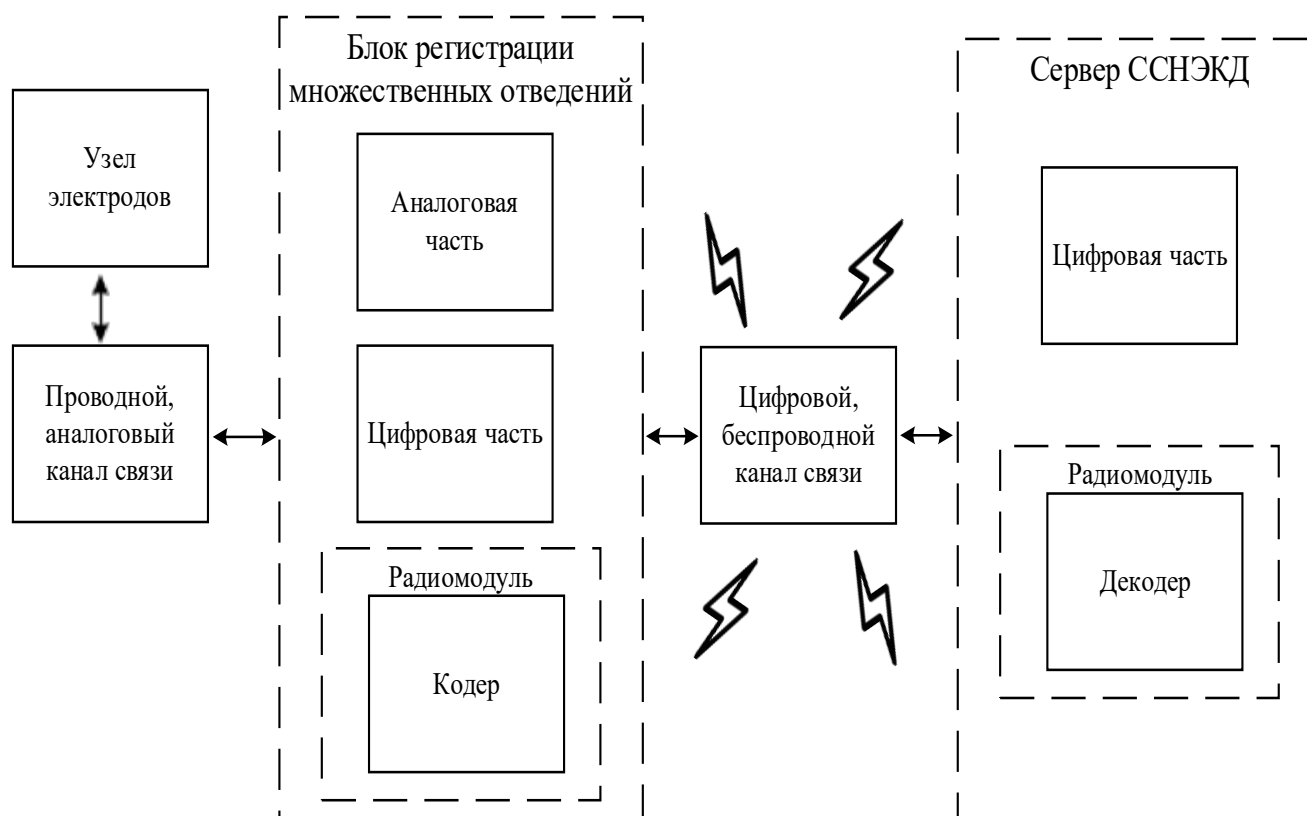 Узел
электродов
Проводной,
аналоговый
канал связи
Блок регистрации
множественных отведений
Аналоговая
часть
Цифровая часть
Радиомодуль
Кодер
Цифровой,
беспроводной
канал связи
Сервер ССНЭКД
Цифровая часть
Радиомодуль
Декодер